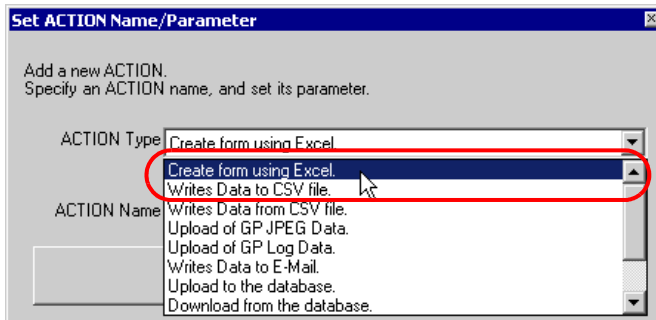 Set ACTION Name/Parameter
Add a new ACTION.
Specify an ACTION name, and set its parameter.
ACTION Type Create form using Excel.
Create form using Excel.
Writes Data to CSV file.
ACTION Name Writes Data from CSV file.
Upload of GP JPEG Data.
Upload of GP Log Data.
Writes Data to E-Mail.
Upload to the database.
Download from the database.